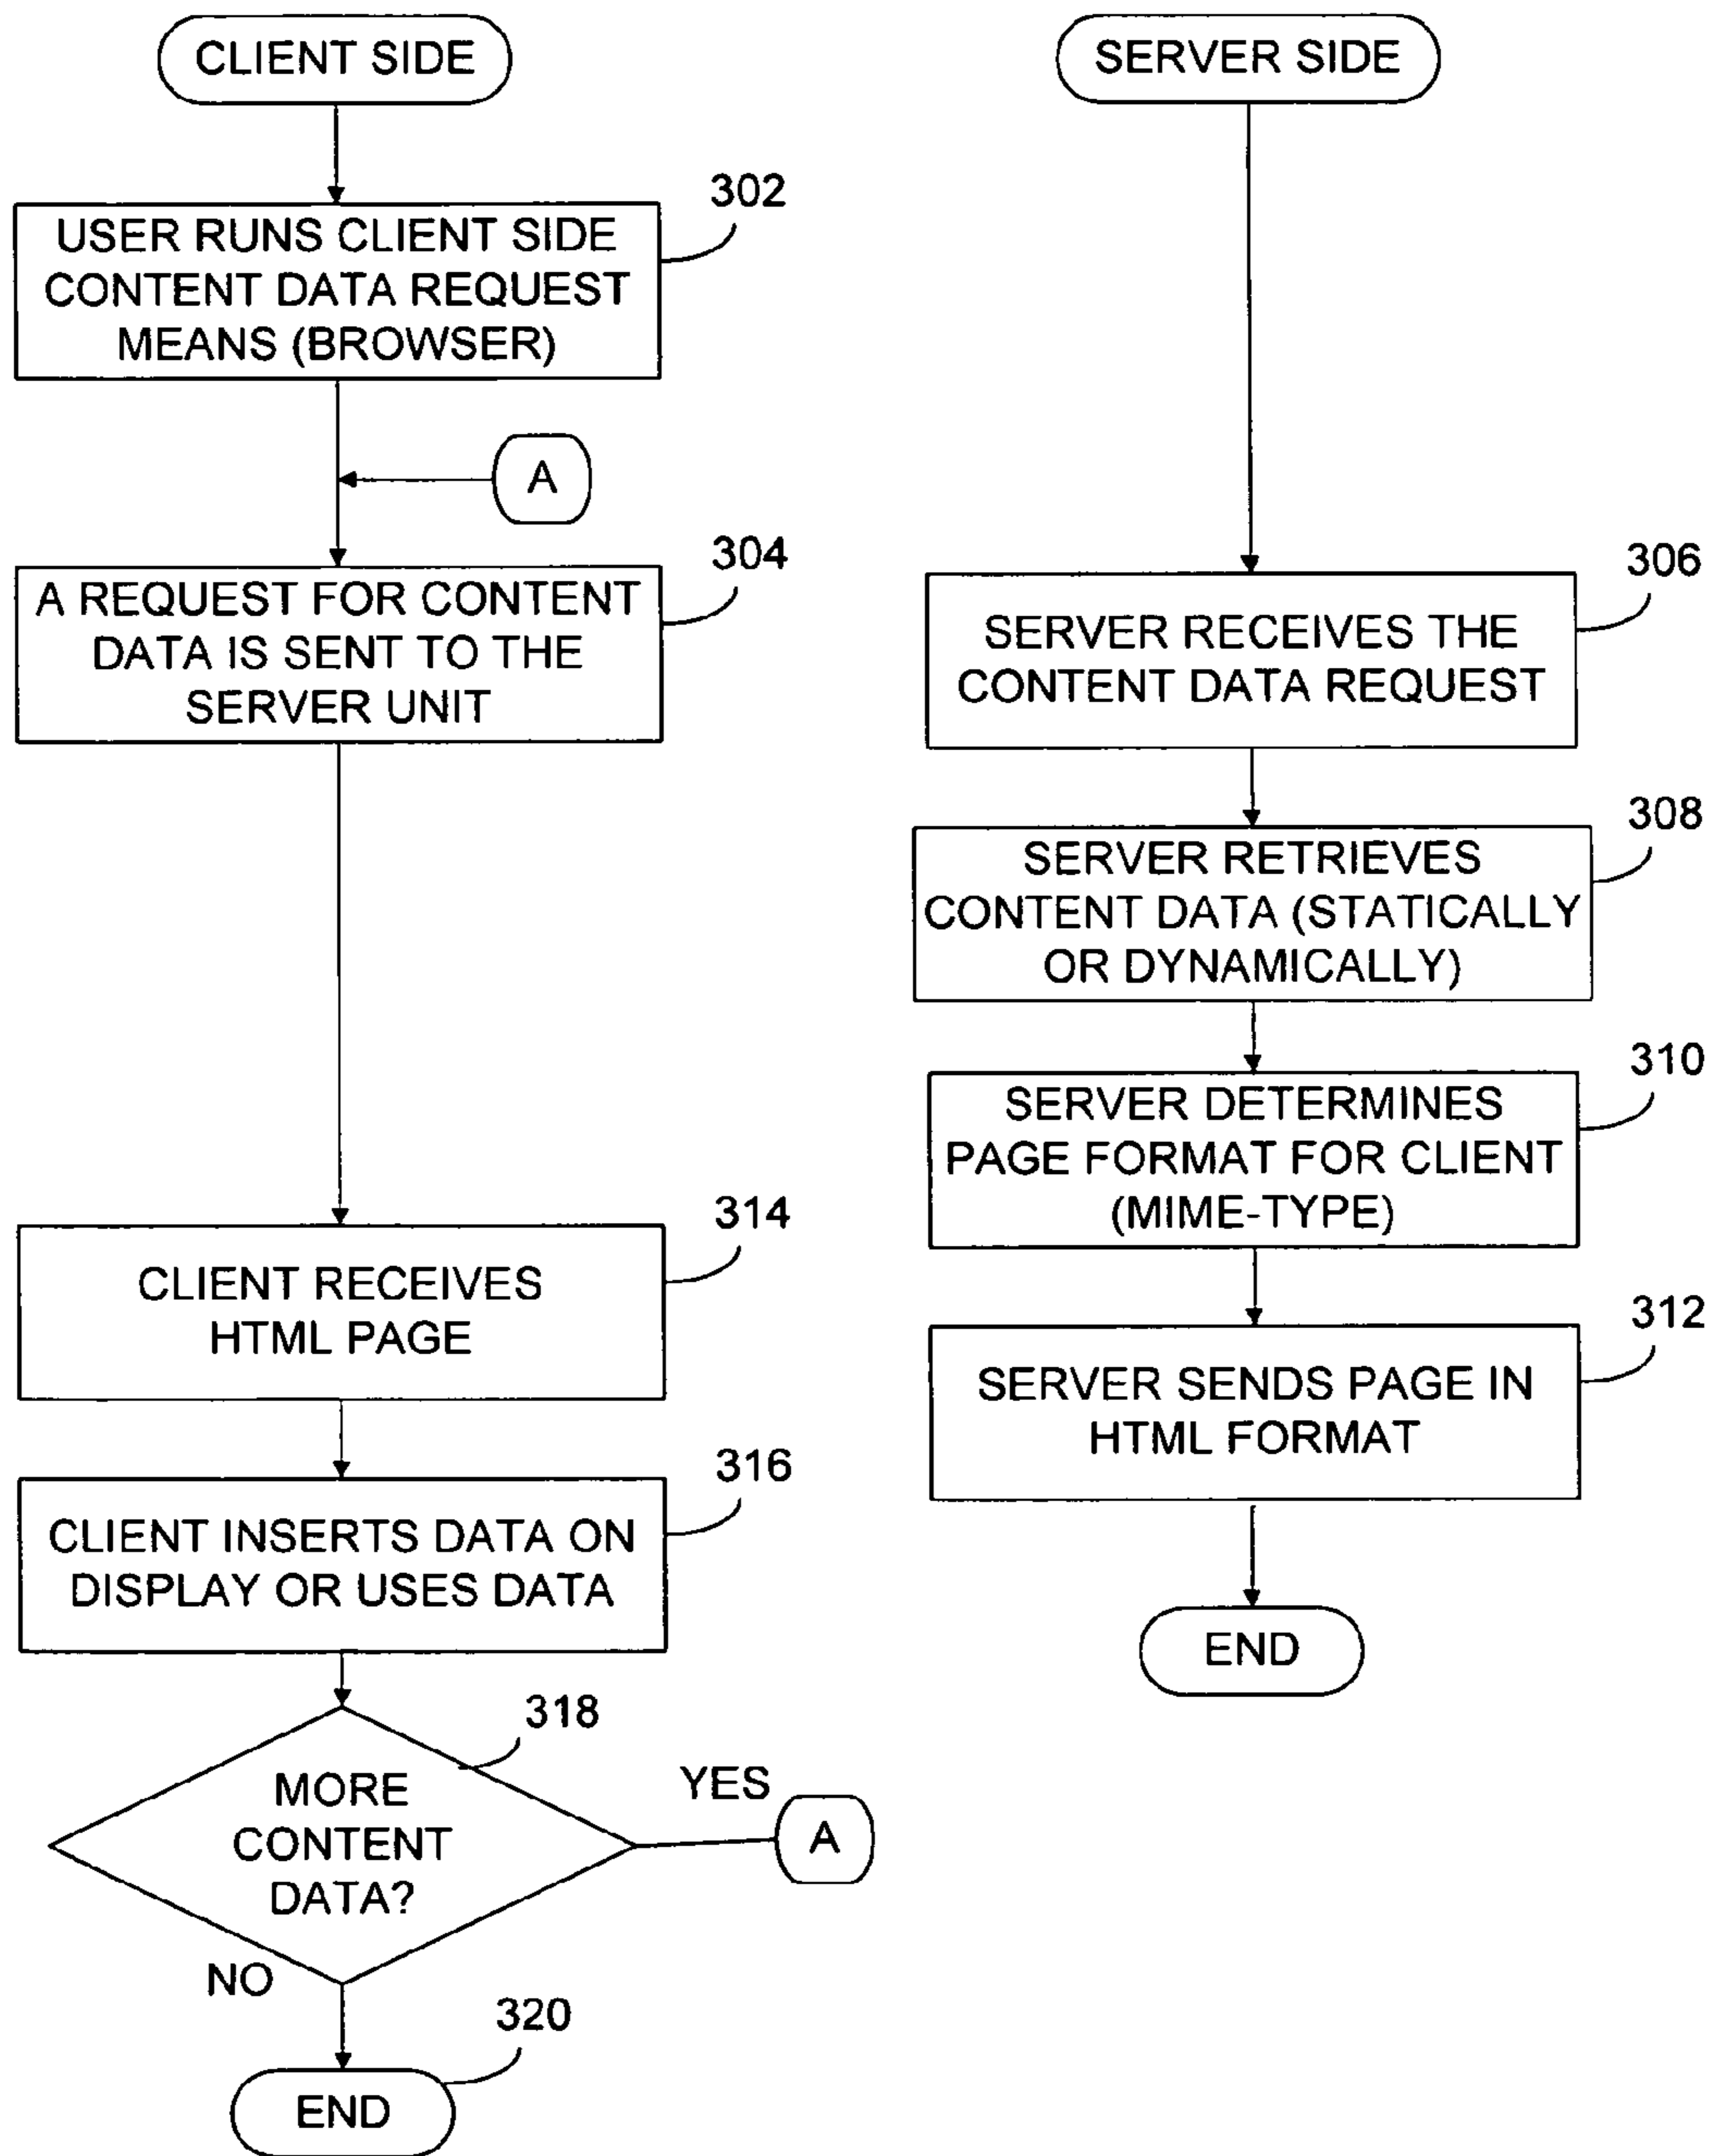 CLIENT SIDE
302
USER RUNS CLIENT SIDE
CONTENT DATA REQUEST
MEANS (BROWSER)
A
304
A REQUEST FOR CONTENT
DATA IS SENT TO THE
SERVER UNIT
314
CLIENT RECEIVES
HTML PAGE
316
CLIENT INSERTS DATA ON
DISPLAY OR USES DATA
318
MORE
CONTENT
DATA?
YES
A
NO
320
END
SERVER SIDE
306
SERVER RECEIVES THE
CONTENT DATA REQUEST
308
SERVER RETRIEVES
CONTENT DATA (STATICALLY
OR DYNAMICALLY)
310
SERVER DETERMINES
PAGE FORMAT FOR CLIENT
(MIME-TYPE)
312
SERVER SENDS PAGE IN
HTML FORMAT
END